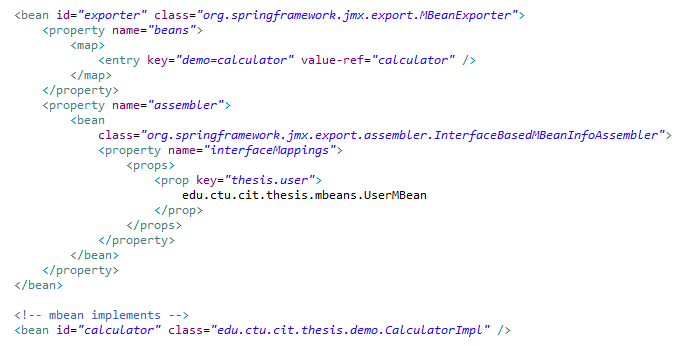 <bean id="exporter" class="org.springframework.jmx.export.MBeanExporter">
<property name="beans">
<map>
<entry key="demo=calculator" value-ref="calculator" />
</map>
</property>
<property name="assembler">
<bean
class="org.springframework.jmx.export.assembler.InterfaceBasedMBeanInfoAssembler">
<property name="interfaceMappings">
<props>
<prop key="thesis.user">
edu.ctu.cit.thesis.mbeans.UserMBean
</prop>
</props>
</property>
</bean>
</property>
</bean>
<!-- mbean implements -->
<bean id="calculator" class="edu.ctu.cit.thesis.demo.CalculatorImpl" />